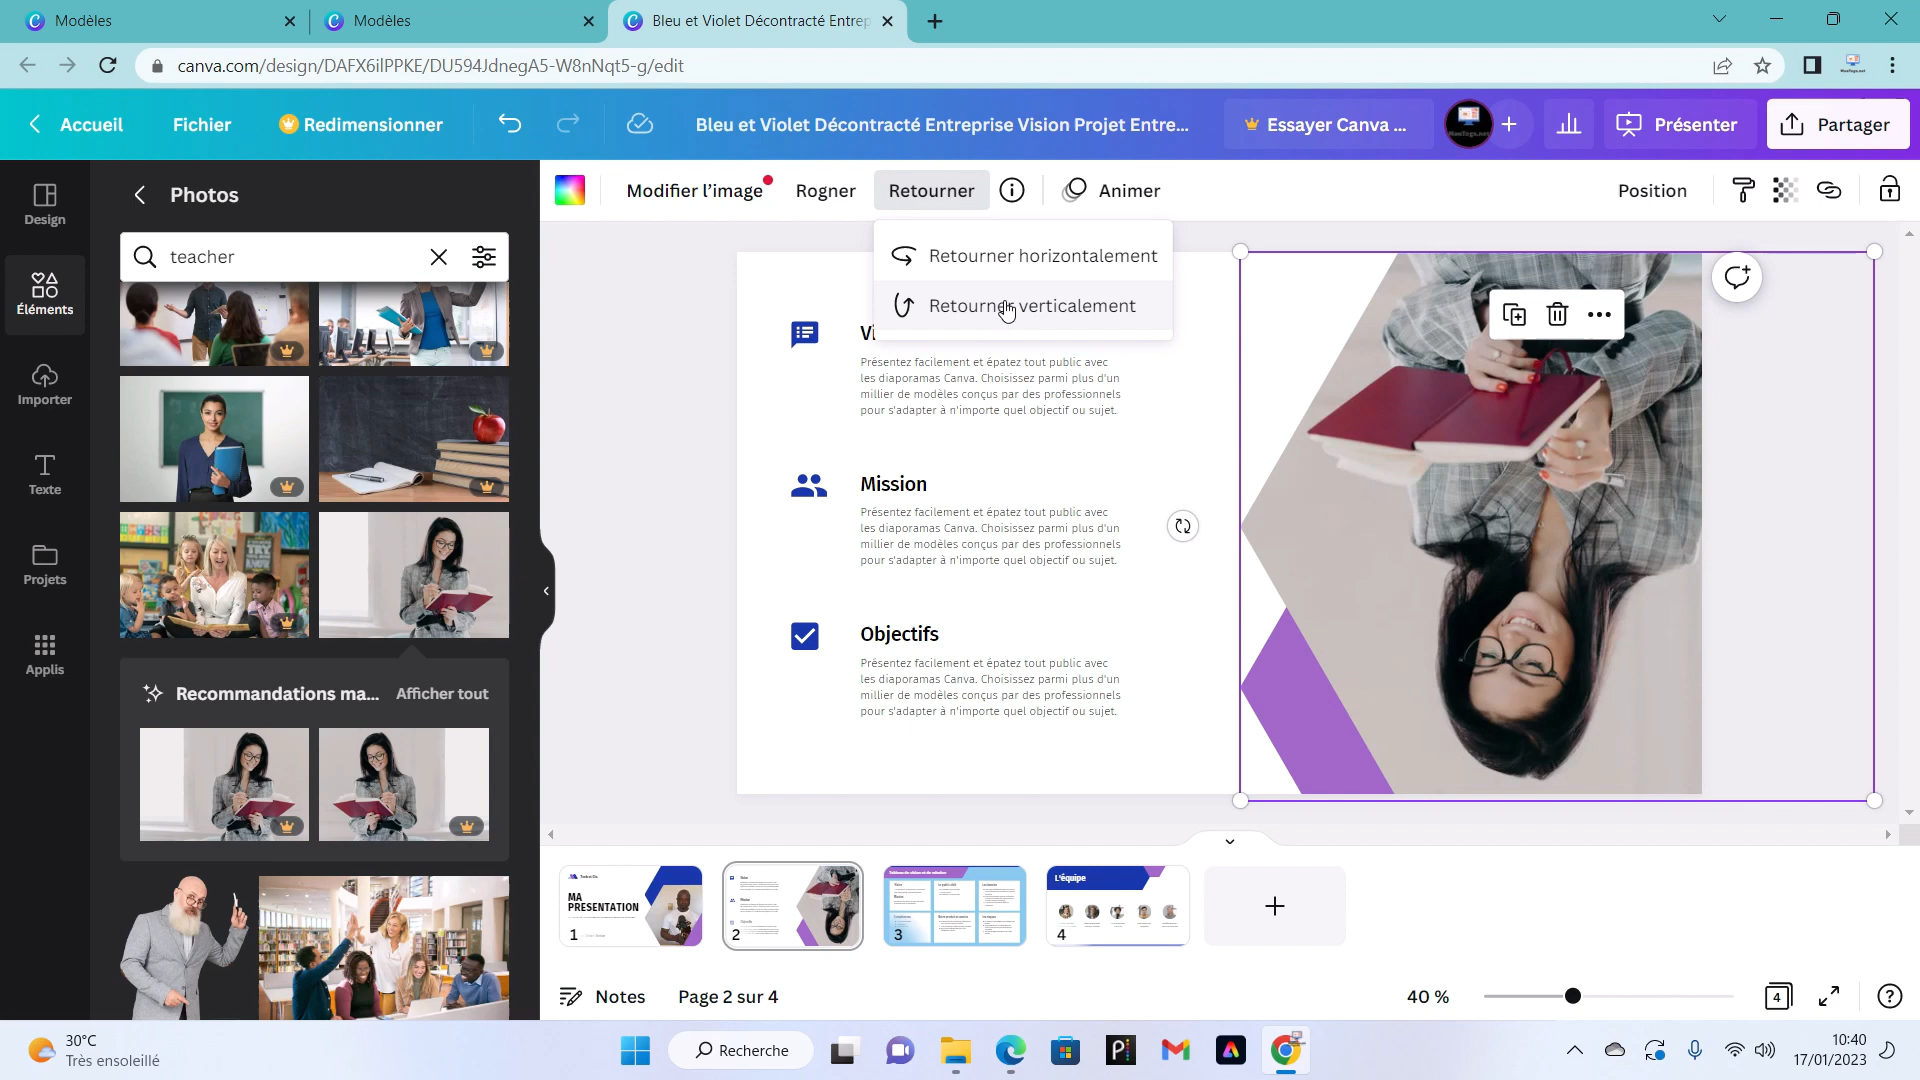 Modèles
Modèles
Bleu et Violet Décontracté Entrep
canva.com/design/DAFX6ilPPKE/DU594JdnegA5-W8nNqt5-g/edit
Accueil
Fichier
Redimensionner
Bleu et Violet Décontracté Entreprise Vision Projet Entre...
Essayer Canva ...
Présenter
Partager
Design
Éléments
Importer
Texte
Projets
Applis
Photos
teacher
Recommandations ma...
Afficher tout
Modifier l'image
Rogner
Retourner
Animer
Position
Retourner horizontalement
Retourner verticalement
Vi
Présentez facilement et épatez tout public avec
les diaporamas Canva. Choisissez parmi plus d'un
millier de modèles conçus par des professionnels
pour s'adapter à n'importe quel objectif ou sujet.
Mission
Présentez facilement et épatez tout public avec
les diaporamas Canva. Choisissez parmi plus d'un
millier de modèles conçus par des professionnels
pour s'adapter à n'importe quel objectif ou sujet.
Objectifs
Présentez facilement et épatez tout public avec
les diaporamas Canva. Choisissez parmi plus d'un
millier de modèles conçus par des professionnels
pour s'adapter à n'importe quel objectif ou sujet.
MA
PRESENTATION
1
2
3
L'équipe
4
Notes
Page 2 sur 4
40 %
4
30°C
Très ensoleillé
Recherche
10:40
17/01/2023